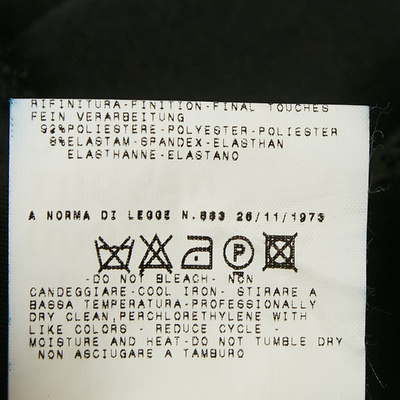 RIFINITURA-FINITION-FINAL TOUCHES
FEIN VERARBEITUNG
92%POLIESTERE-POLYESTER-POLIESTER
8%ELASTAM-SPANDEX-ELASTHAN
ELASTHANNE-ELASTANO
A NORMA DI LEGGE N.883 26/11/1973
P
-DO NOT BLEACH- NON
CANDEGGIARE-COOL IRON- STIRARE A
BASSA TEMPERATURA-PROFESSIONALLY
DRY CLEAN,PERCHLORETHYLENE WITH
LIKE COLORS - REDUCE CYCLE -
MOISTURE AND HEAT-DO NOT TUMBLE DRY
NON ASCIUGARE A TAMBURO